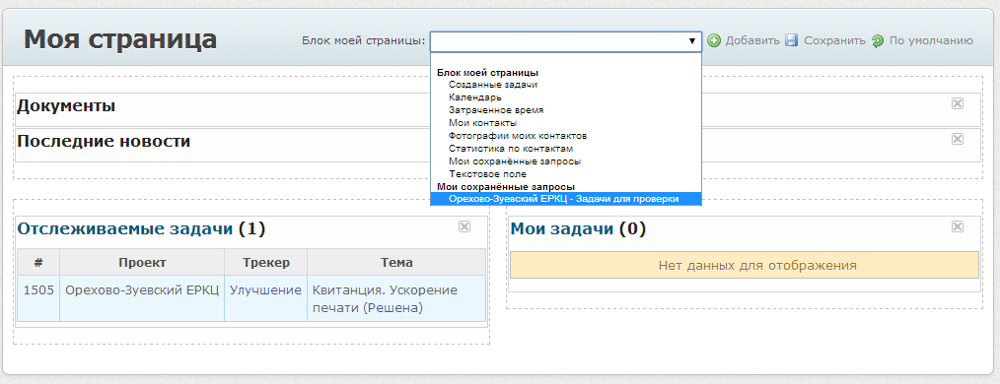 Моя страница
Блок моей страницы: Добавить Сохранить По умолчанию
Блок моей страницы
Созданные задачи
Календарь
Затраченное время
Мои контакты
Фотографии моих контактов
Статистика по контактам
Мои сохранённые запросы
Текстовое поле
Мои сохранённые запросы
Орехово-Зуевский ЕРКЦ - Задачи для проверки
Документы
Последние новости
Отслеживаемые задачи (1)
# Проект Трекер Тема
1505 Орехово-Зуевский ЕРКЦ Улучшение Квитанция. Ускорение
печати (Решена)
Мои задачи (0)
Нет данных для отображения